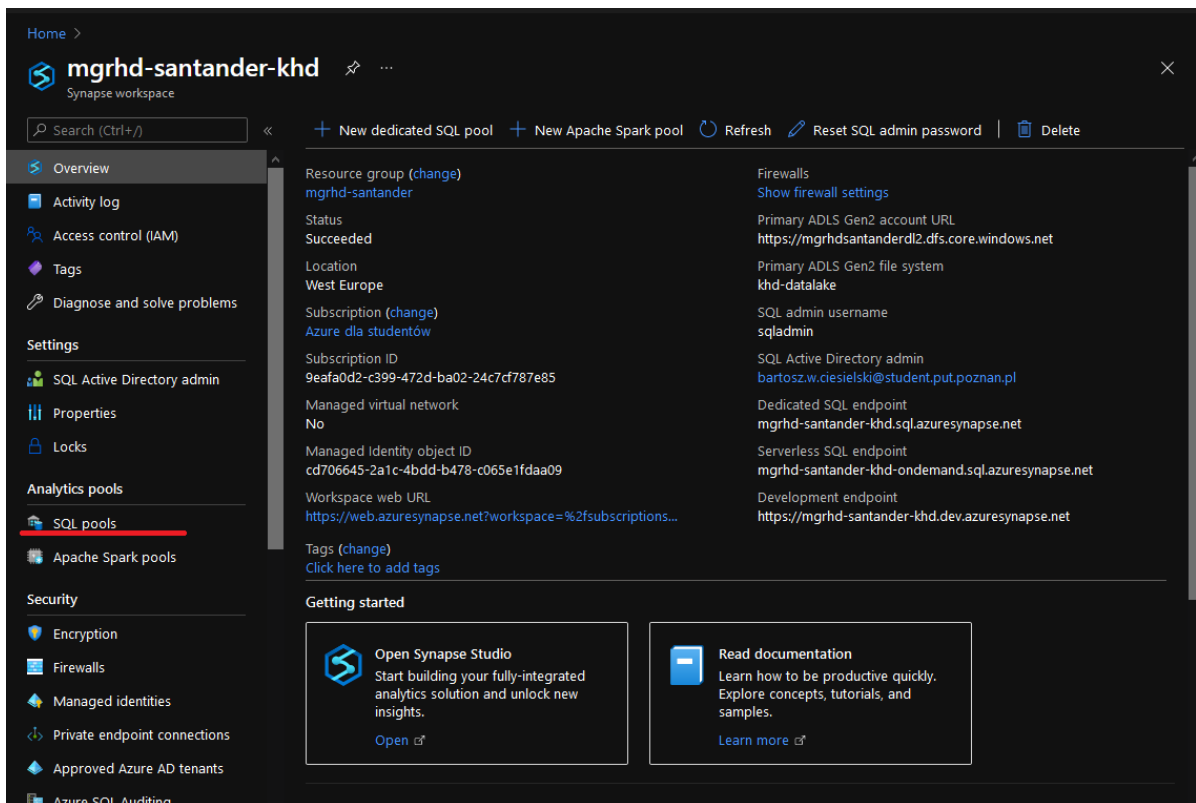 Home >
mgrhd-santander-khd ...
Synapse workspace
Search (Ctrl+/)
«
Overview
Activity log
Access control (IAM)
Tags
Diagnose and solve problems
Settings
SQL Active Directory admin
Properties
Locks
Analytics pools
SQL pools
Apache Spark pools
Security
Encryption
Firewalls
Managed identities
Private endpoint connections
Approved Azure AD tenants
Azure SQL Auditing
New dedicated SQL pool New Apache Spark pool Refresh Reset SQL admin password Delete
Resource group (change)
mgrhd-santander
Status
Succeeded
Location
West Europe
Subscription (change)
Azure dla studentów
Subscription ID
9eafa0d2-c399-472d-ba02-24c7cf787e85
Managed virtual network
No
Managed Identity object ID
cd706645-2a1c-4bdd-b478-c065e1fdaa09
Workspace web URL
https://web.azuresynapse.net?workspace=%2fsubscriptions...
Tags (change)
Click here to add tags
Firewalls
Show firewall settings
Primary ADLS Gen2 account URL
https://mgrhdsantanderdl2.dfs.core.windows.net
Primary ADLS Gen2 file system
khd-datalake
SQL admin username
sqladmin
SQL Active Directory admin
bartosz.w.ciesielski@student.put.poznan.pl
Dedicated SQL endpoint
mgrhd-santander-khd.sql.azuresynapse.net
Serverless SQL endpoint
mgrhd-santander-khd-ondemand.sql.azuresynapse.net
Development endpoint
https://mgrhd-santander-khd.dev.azuresynapse.net
Getting started
Open Synapse Studio
Start building your fully-integrated
analytics solution and unlock new
insights.
Open
Read documentation
Learn how to be productive quickly.
Explore concepts, tutorials, and
samples.
Learn more